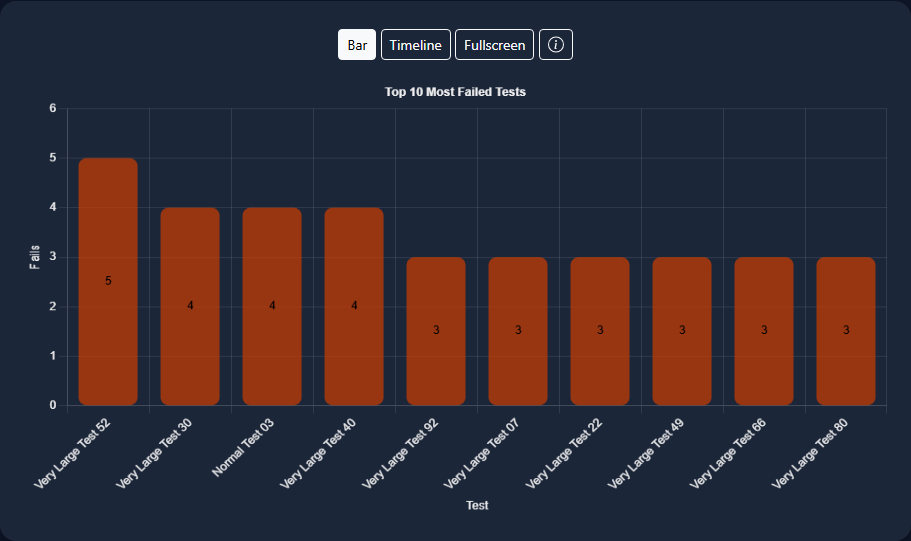 Bar Timeline Fullscreen
Top 10 Most Failed Tests
6
5
4
3
2
1
0
Fails
5 4 4 4 3 3 3 3 3 3
Very Large Test 52
Very Large Test 30
Normal Test 03
Very Large Test 40
Very Large Test 92
Very Large Test 07
Very Large Test 22
Very Large Test 49
Very Large Test 66
Very Large Test 80
Test